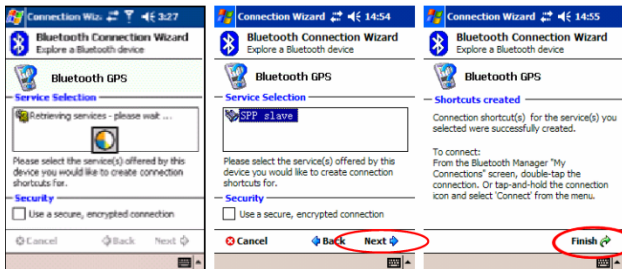 Connection Wiz. 3:27
Bluetooth Connection Wizard
Explore a Bluetooth device
Bluetooth GPS
Service Selection
Retrieving services - please wait ...
Please select the service(s) offered by this
device you would like to create connection
shortcuts for.
Security
Use a secure, encrypted connection
Cancel Back Next
Connection Wizard 14:54
Bluetooth Connection Wizard
Explore a Bluetooth device
Bluetooth GPS
Service Selection
SPP slave
Please select the service(s) offered by this
device you would like to create connection
shortcuts for.
Security
Use a secure, encrypted connection
Cancel Back Next
Connection Wizard 14:55
Bluetooth Connection Wizard
Explore a Bluetooth device
Bluetooth GPS
Shortcuts created
Connection shortcut(s) for the service(s) you
selected were successfully created.
To connect:
From the Bluetooth Manager "My
Connections" screen, double-tap the
connection. Or tap-and-hold the connection
icon and select 'Connect' from the menu.
Finish